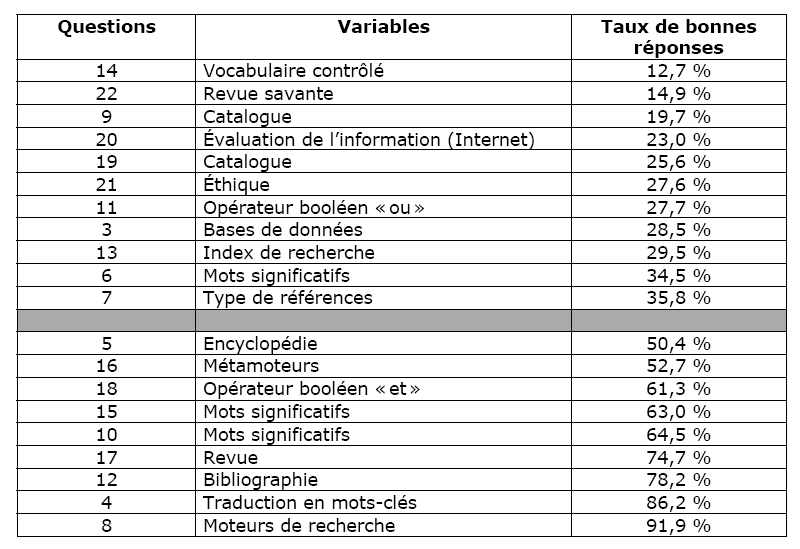 Questions Variables Taux de bonnes
réponses
14 Vocabulaire contrôlé 12,7 %
22 Revue savante 14,9 %
9 Catalogue 19,7 %
20 Évaluation de l’information (Internet) 23,0 %
19 Catalogue 25,6 %
21 Éthique 27,6 %
11 Opérateur booléen « ou » 27,7 %
3 Bases de données 28,5 %
13 Index de recherche 29,5 %
6 Mots significatifs 34,5 %
7 Type de références 35,8 %
5 Encyclopédie 50,4 %
16 Métamoteurs 52,7 %
18 Opérateur booléen « et » 61,3 %
15 Mots significatifs 63,0 %
10 Mots significatifs 64,5 %
17 Revue 74,7 %
12 Bibliographie 78,2 %
4 Traduction en mots-clés 86,2 %
8 Moteurs de recherche 91,9 %